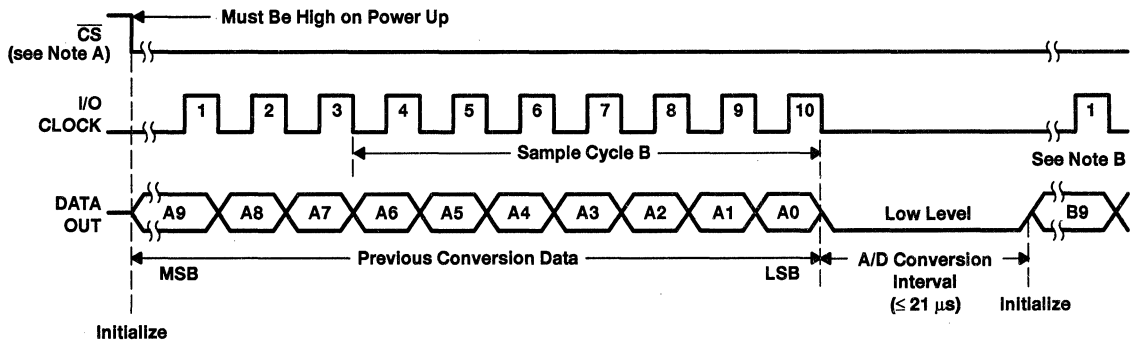 Must Be High on Power Up
CS
(see Note A)
I/O
CLOCK
1 2 3 4 5 6 7 8 9 10 1
Sample Cycle B
See Note B
DATA
OUT
A9 A8 A7 A6 A5 A4 A3 A2 A1 A0 Low Level B9
Previous Conversion Data
A/D Conversion
MSB LSB
Interval
(≤ 21 μs)
Initialize
Initialize